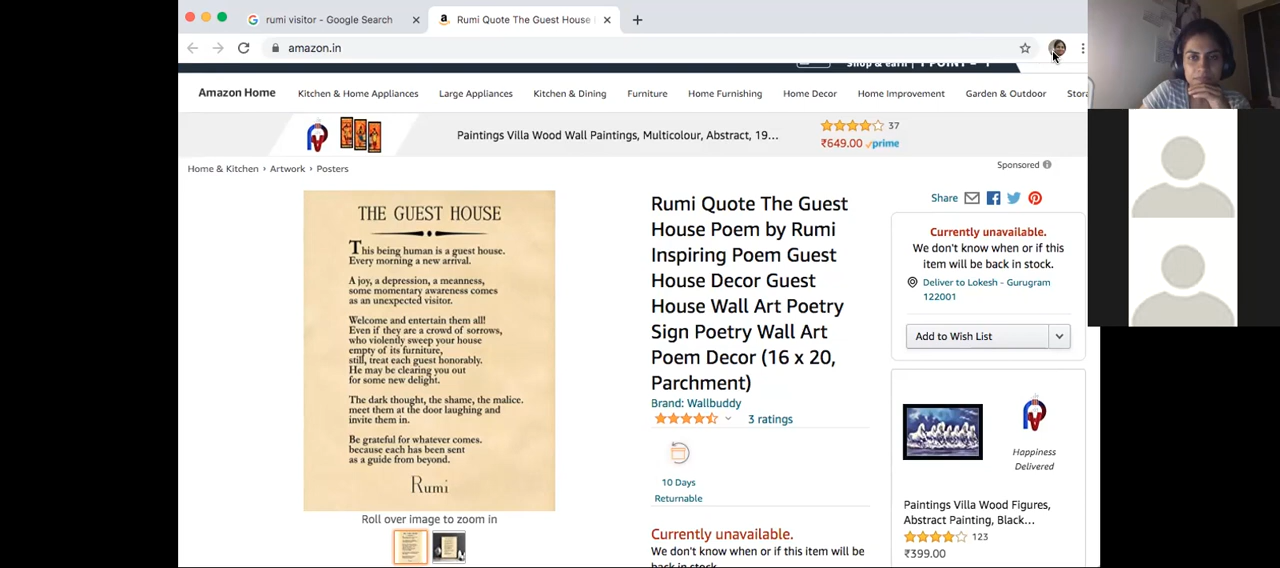 rumi visitor - Google Search
Rumi Quote The Guest House
amazon.in
Amazon Home
Kitchen & Home Appliances
Large Appliances
Kitchen & Dining
Furniture
Home Furnishing
Home Decor
Home Improvement
Garden & Outdoor
Paintings Villa Wood Wall Paintings, Multicolour, Abstract, 19...
37
₹649.00 prime
Home & Kitchen › Artwork › Posters
Sponsored
THE GUEST HOUSE
This being human is a guest house.
Every morning a new arrival.
A joy, a depression, a meanness,
some momentary awareness comes
as an unexpected visitor.
Welcome and entertain them all!
Even if they are a crowd of sorrows,
who violently sweep your house
empty of its furniture,
still, treat each guest honorably.
He may be clearing you out
for some new delight.
The dark thought, the shame, the malice.
meet them at the door laughing and
invite them in.
Be grateful for whatever comes.
because each has been sent
as a guide from beyond.
Rumi
Roll over image to zoom in
Rumi Quote The Guest
House Poem by Rumi
Inspiring Poem Guest
House Decor Guest
House Wall Art Poetry
Sign Poetry Wall Art
Poem Decor (16 x 20,
Parchment)
Brand: Wallbuddy
3 ratings
10 Days
Returnable
Currently unavailable.
We don't know when or if this item will be
back in stock.
Share
Currently unavailable.
We don't know when or if this
item will be back in stock.
Deliver to Lokesh - Gurugram
122001
Add to Wish List
Happiness
Delivered
Paintings Villa Wood Figures,
Abstract Painting, Black...
123
₹399.00